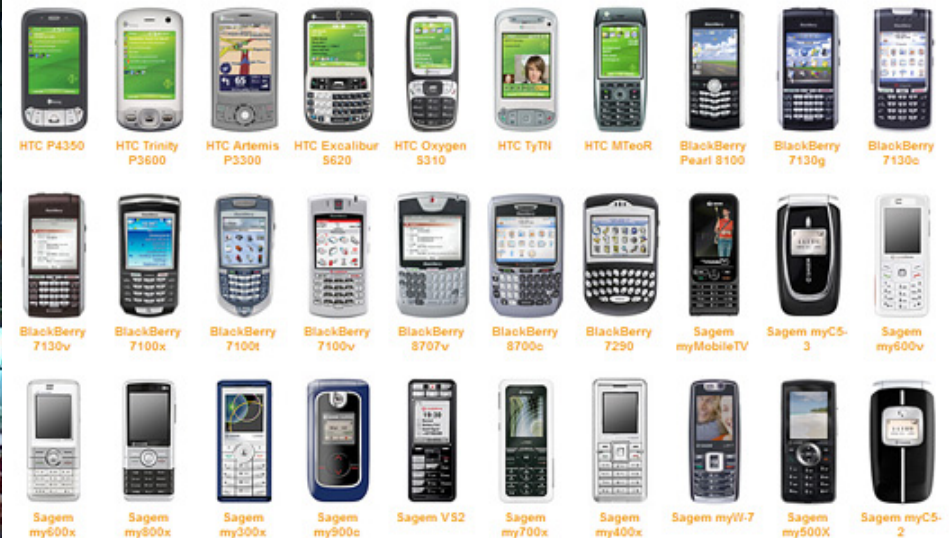 HTC P4350
HTC Trinity
P3600
HTC Artemis
P3300
HTC Excalibur
S620
HTC Oxygen
S310
HTC TyTN
HTC MTeoR
BlackBerry
Pearl 8100
BlackBerry
7130g
BlackBerry
7130c
BlackBerry
7130v
BlackBerry
7100x
BlackBerry
7100t
BlackBerry
7100v
BlackBerry
8707v
BlackBerry
8700c
BlackBerry
7290
Sagem
myMobileTV
Sagem myC5-
3
Sagem
my600v
Sagem
my600x
Sagem
my800x
Sagem
my300x
Sagem
my900c
Sagem VS2
Sagem
my700x
Sagem
my400x
Sagem myW-7
Sagem
my500X
Sagem myC5-
2